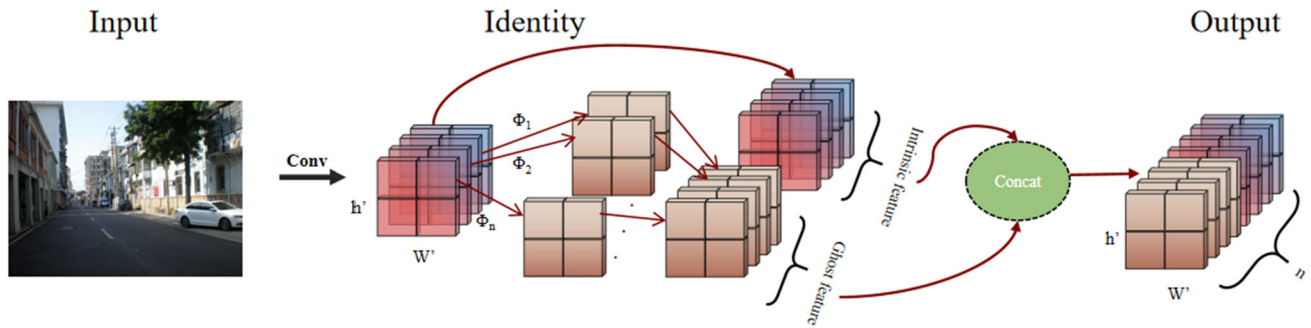 Input
Identity
Output
Conv
h’
W’
Φ1
Φ2
Φn
.
.
.
Intrinsic feature
Ghost feature
Concat
h’
W’
n